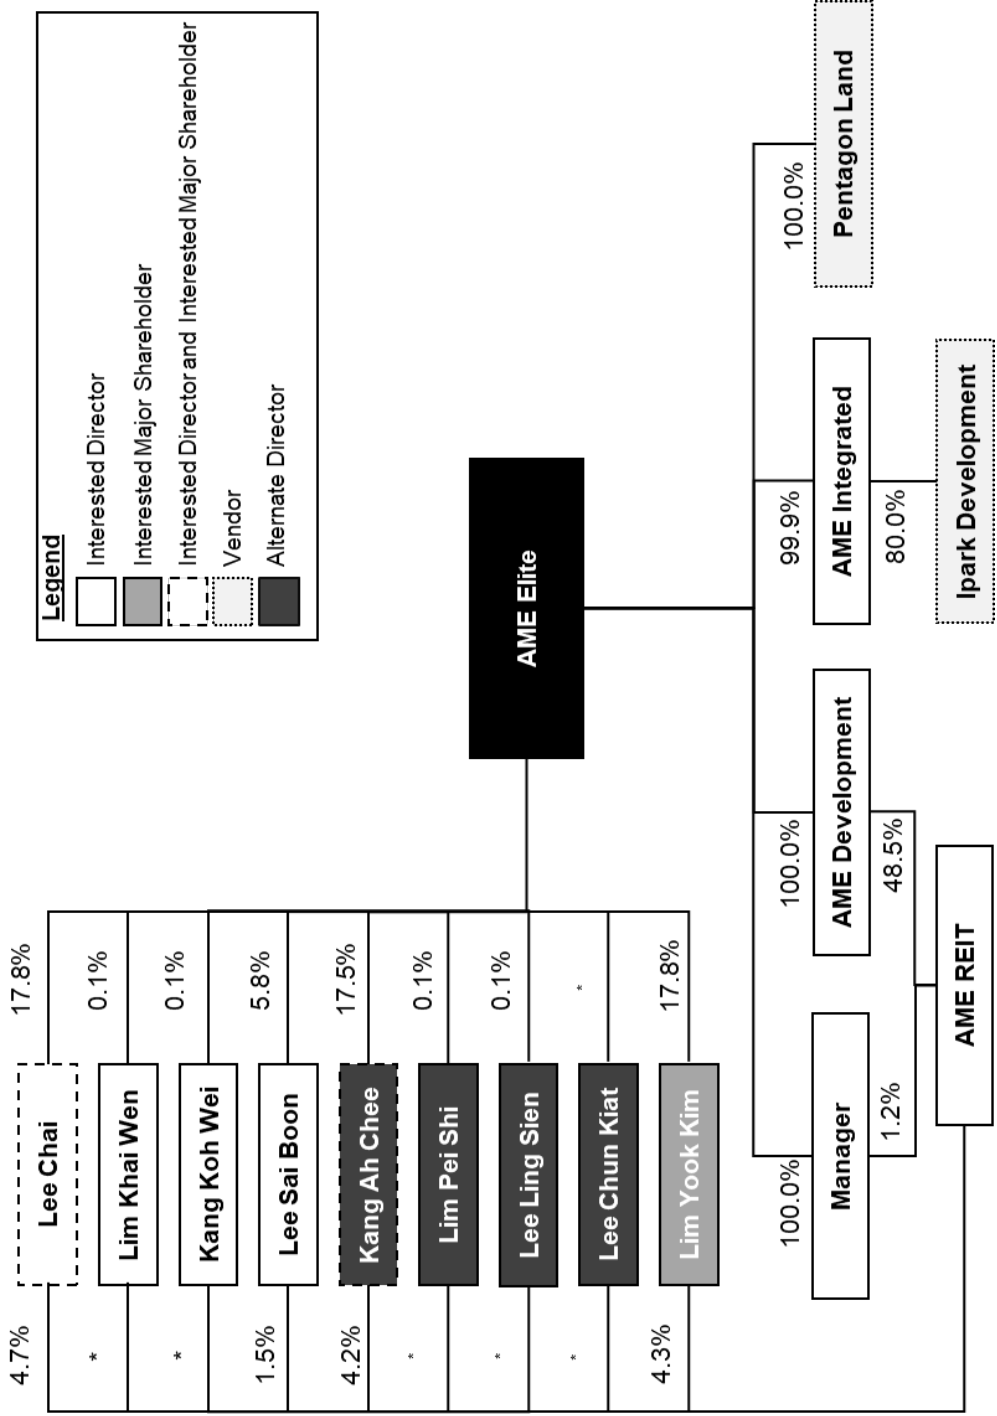 4.7%
Lee Chai
17.8%
*
Lim Khai Wen
0.1%
*
Kang Koh Wei
0.1%
1.5%
Lee Sai Boon
5.8%
4.2%
Kang Ah Chee
17.5%
*
Lim Pei Shi
0.1%
*
Lee Ling Sien
0.1%
*
Lee Chun Kiat
*
4.3%
Lim Yook Kim
17.8%
Legend
Interested Director
Interested Major Shareholder
Interested Director and Interested Major Shareholder
Vendor
Alternate Director
AME Elite
100.0%
100.0%
99.9%
100.0%
Manager
AME Development
AME Integrated
Pentagon Land
1.2%
48.5%
80.0%
AME REIT
Ipark Development